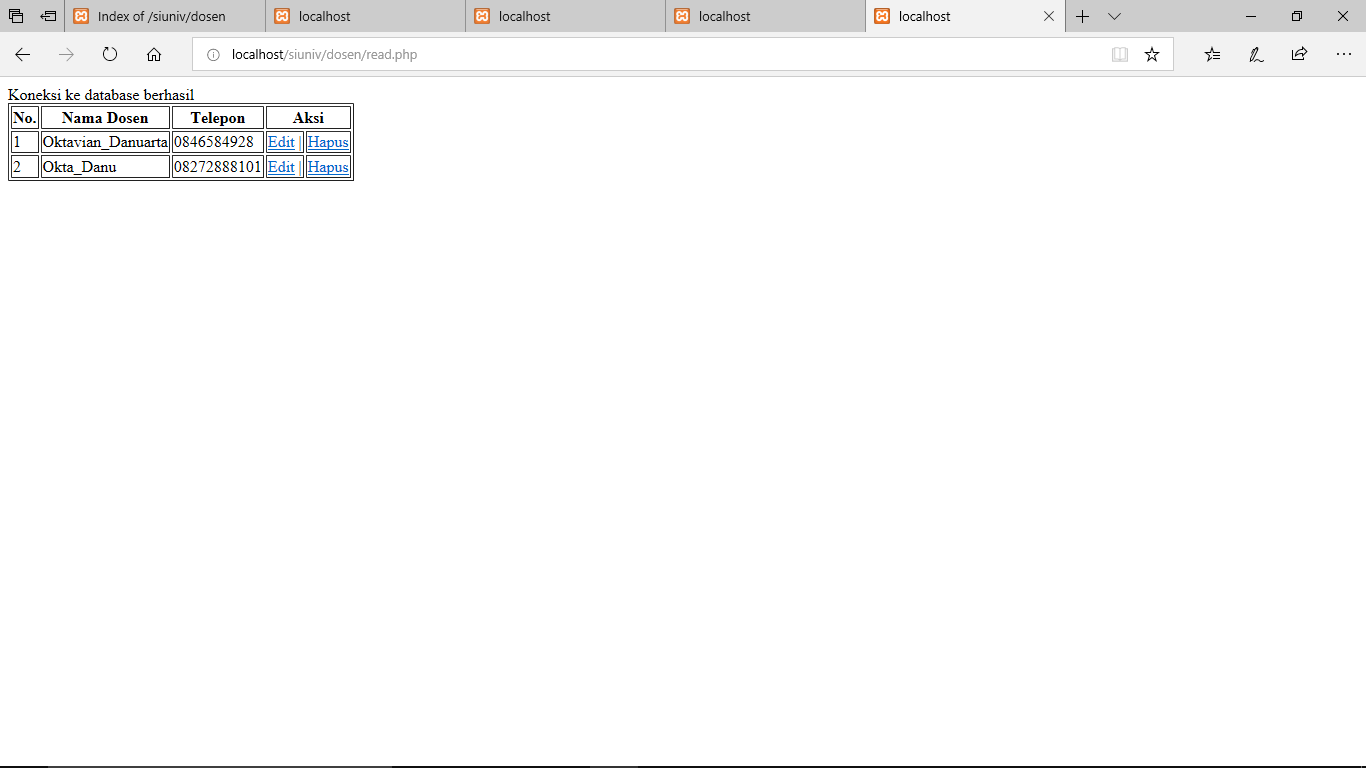 Index of /siuniv/dosen localhost localhost localhost localhost
localhost/siuniv/dosen/read.php
Koneksi ke database berhasil
No. Nama Dosen Telepon Aksi
1 Oktavian_Danuarta 0846584928 Edit | Hapus
2 Okta_Danu 08272888101 Edit | Hapus